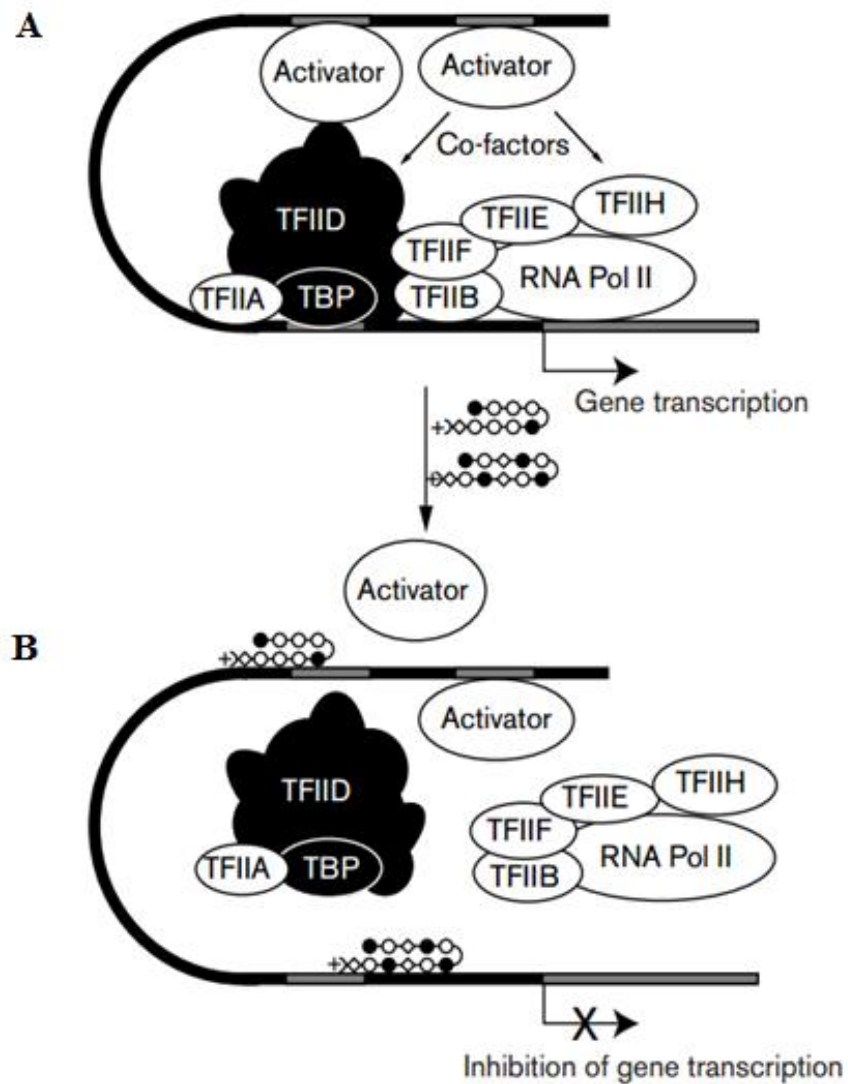 A
Activator
Activator
Co-factors
TFIID
TFIIH
TFIIE
TFIIF
RNA Pol II
TFIIA
TBP
TFIIB
Gene transcription
Activator
B
Activator
TFIID
TFIIH
TFIIE
TFIIF
RNA Pol II
TFIIA
TBP
TFIIB
X
Inhibition of gene transcription